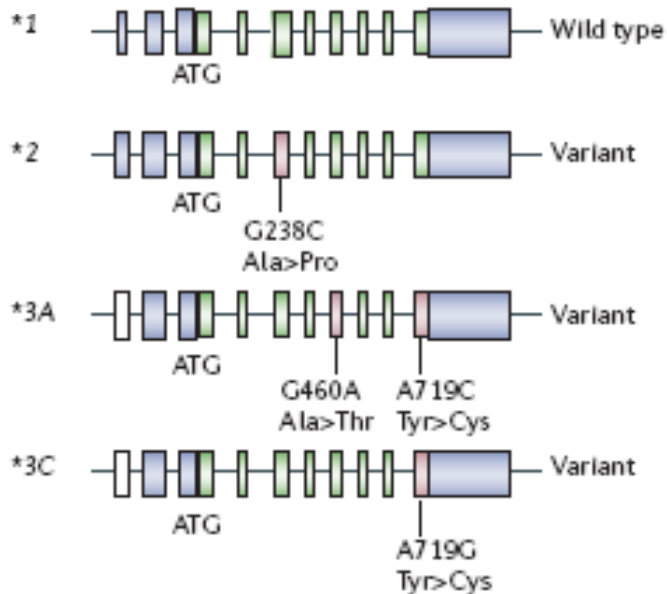 *1 Wild type
ATG
*2 Variant
ATG
G238C
Ala>Pro
*3A Variant
ATG
G460A A719C
Ala>Thr Tyr>Cys
*3C Variant
ATG
A719G
Tyr>Cys